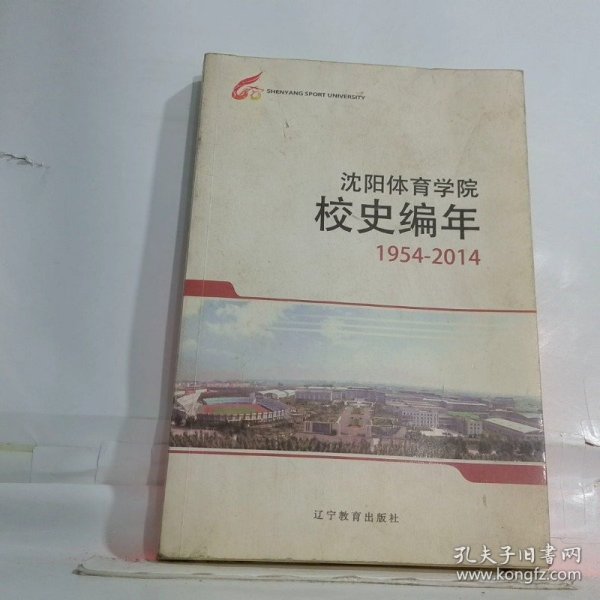 SHENYANG SPORT UNIVERSITY
沈阳体育学院
校史编年
1954-2014
辽宁教育出版社
孔夫子旧书网
www.kongfz.com